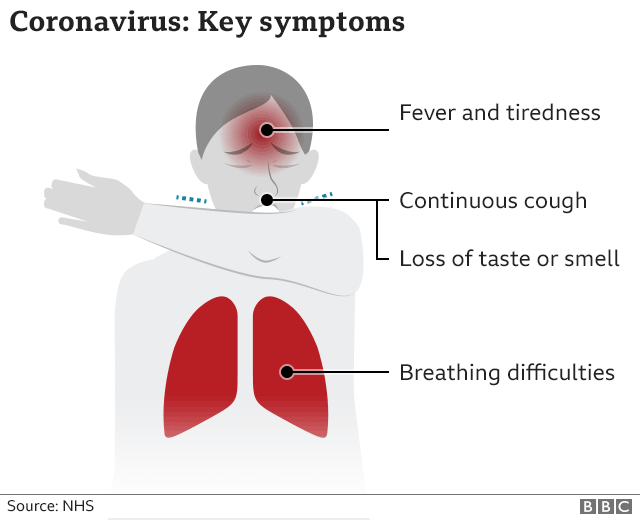 Coronavirus: Key symptoms
Fever and tiredness
Continuous cough
Loss of taste or smell
Breathing difficulties
Source: NHS
BBC